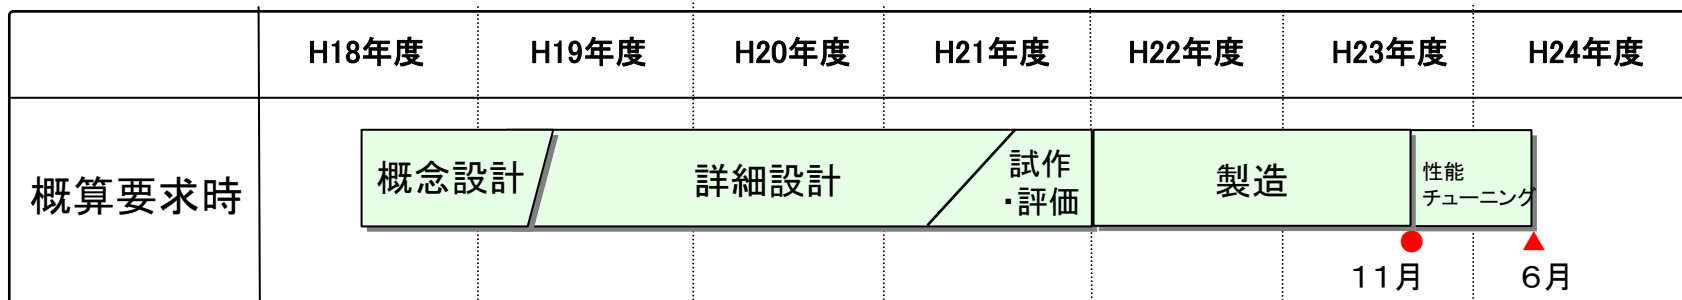 H18年度 H19年度 H20年度 H21年度 H22年度 H23年度 H24年度
概算要求時
概念設計
詳細設計
試作
・評価
製造
性能
チューニング
11月
6月